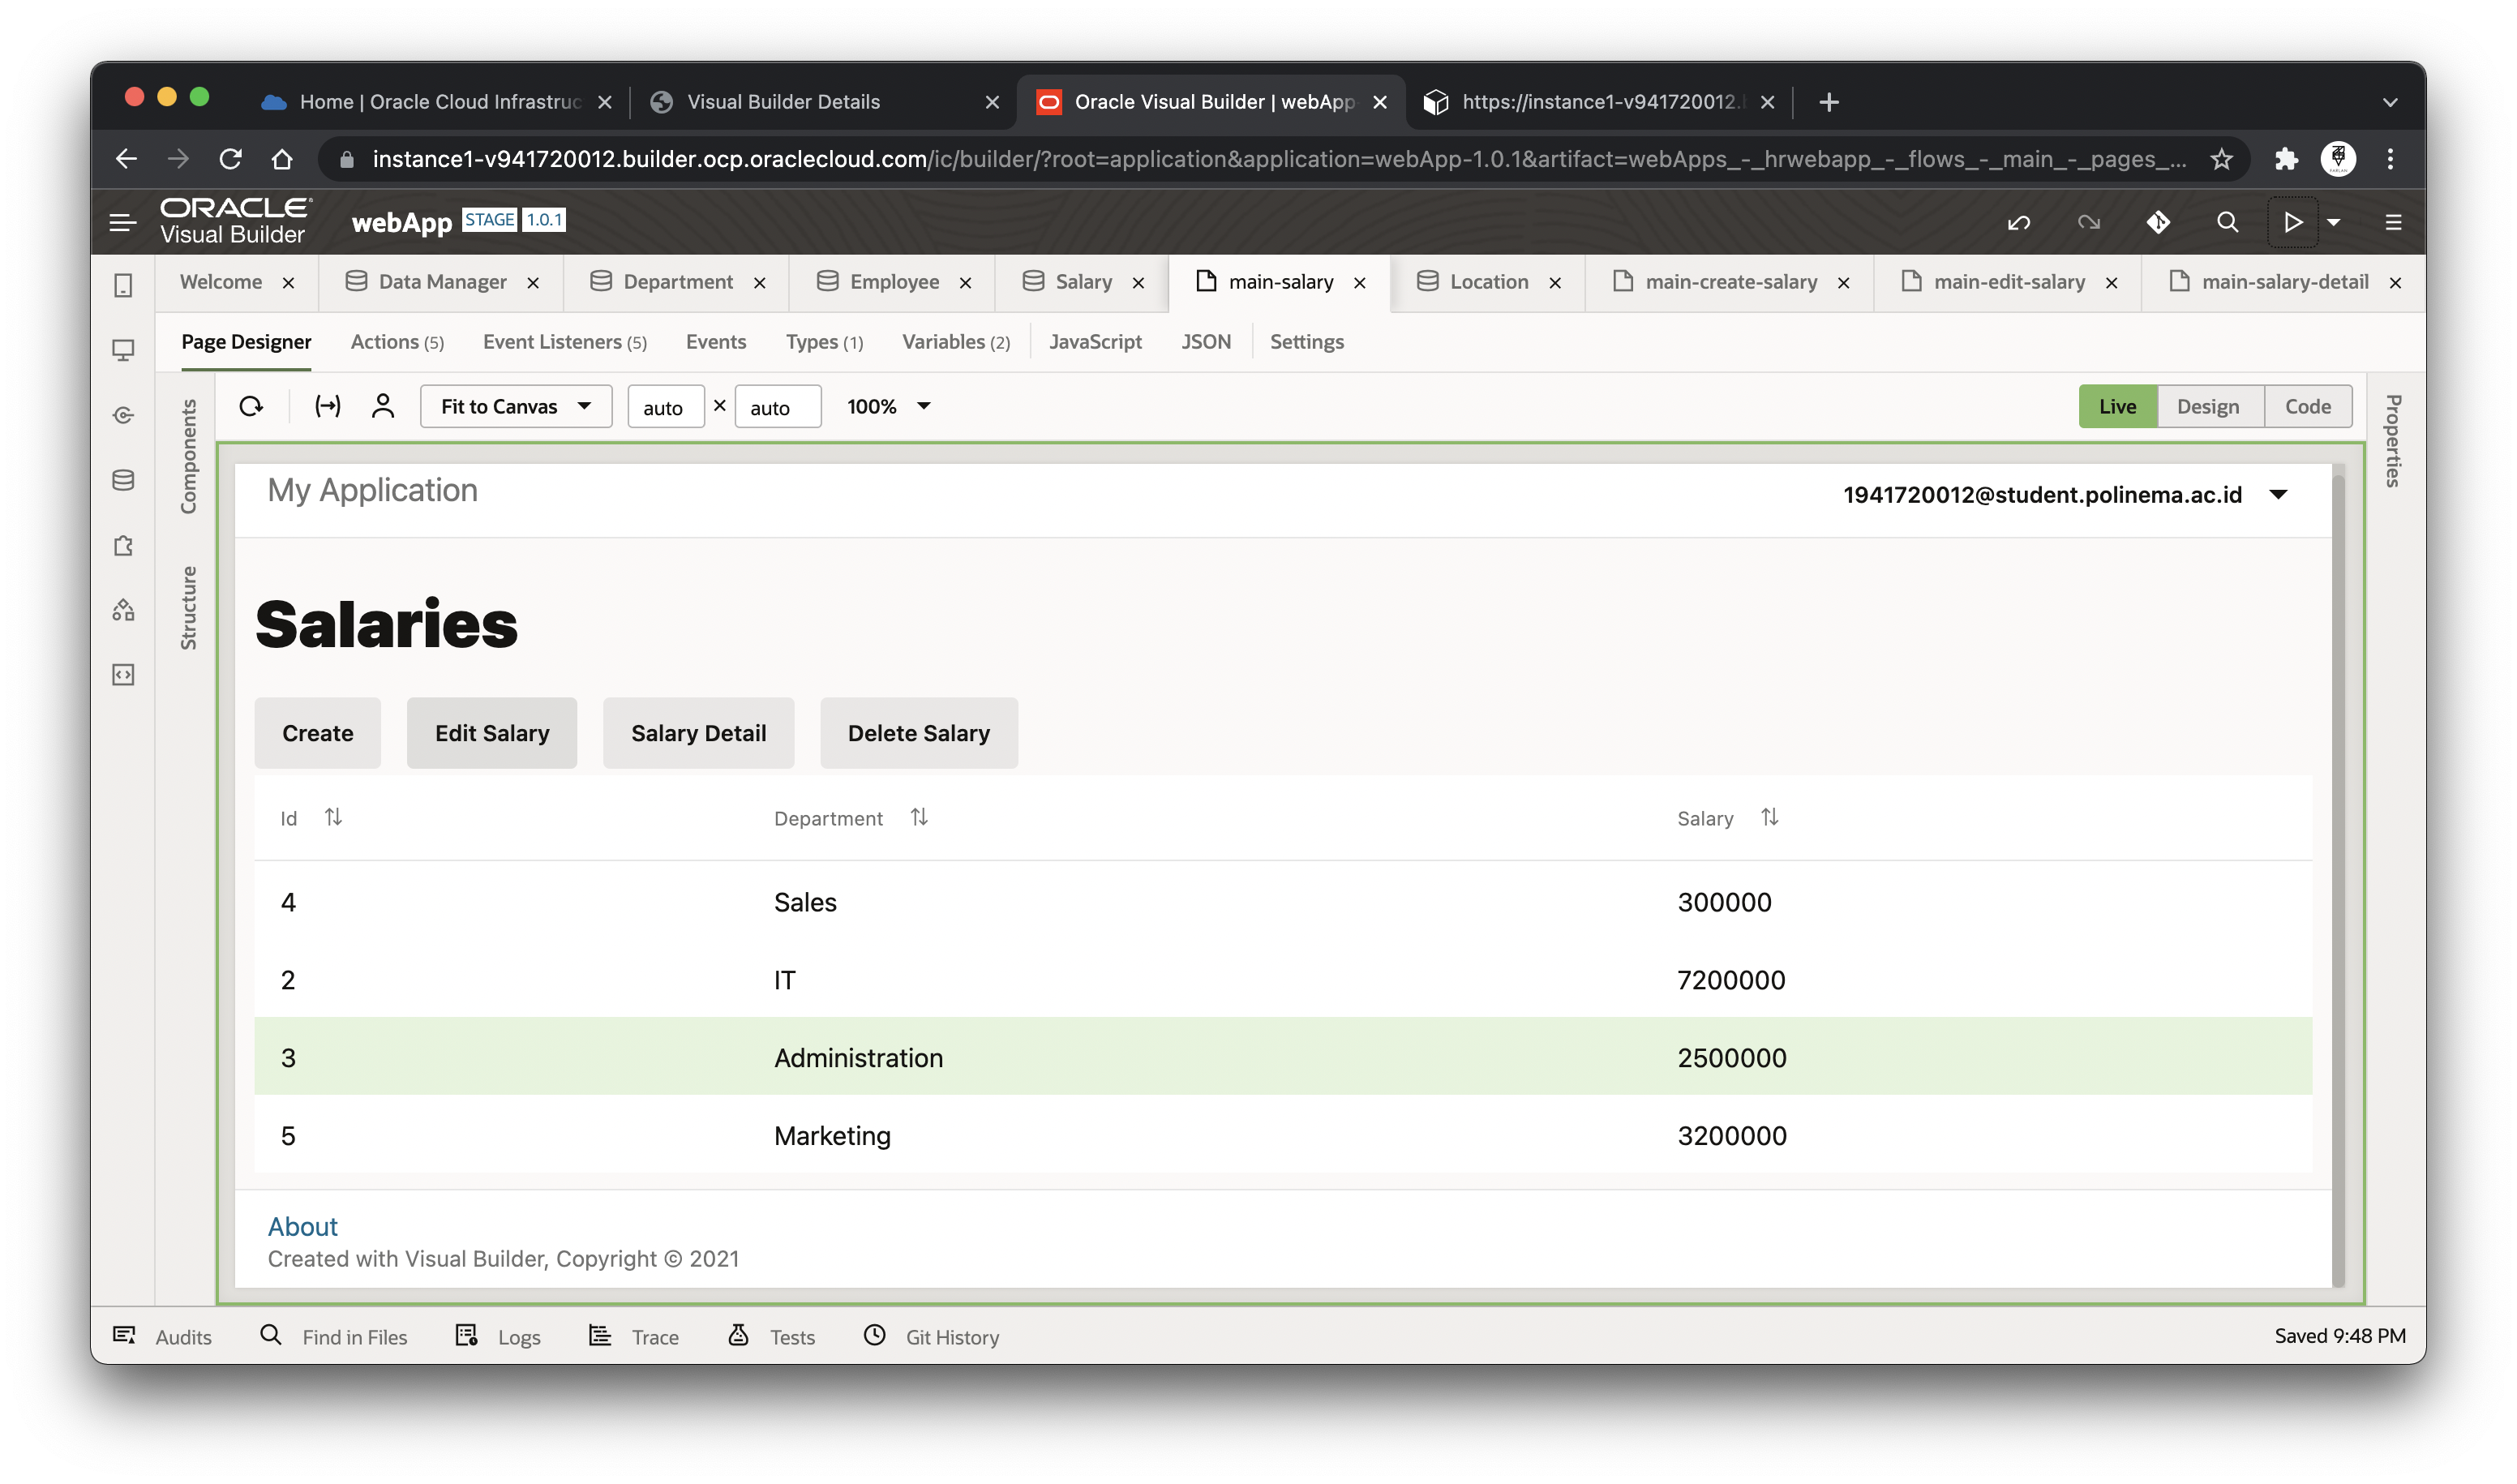 Home | Oracle Cloud Infrastruc
Visual Builder Details
Oracle Visual Builder | webApp-
https://instance1-v941720012.
instance1-v941720012.builder.ocp.oraclecloud.com/ic/builder/?root=application&application=webApp-1.0.1&artifact=webApps_-_hrwebapp_-_flows_-_main_-_pages_...
ORACLE
Visual Builder
webApp STAGE 1.0.1
Welcome
Data Manager
Department
Employee
Salary
main-salary
Location
main-create-salary
main-edit-salary
main-salary-detail
Page Designer
Actions (5)
Event Listeners (5)
Events
Types (1)
Variables (2)
JavaScript
JSON
Settings
Components
Structure
Fit to Canvas
auto × auto
100%
Live
Design
Code
Properties
My Application
1941720012@student.polinema.ac.id
Salaries
Create
Edit Salary
Salary Detail
Delete Salary
Id Department Salary
4 Sales 300000
2 IT 7200000
3 Administration 2500000
5 Marketing 3200000
About
Created with Visual Builder, Copyright © 2021
Audits
Find in Files
Logs
Trace
Tests
Git History
Saved 9:48 PM